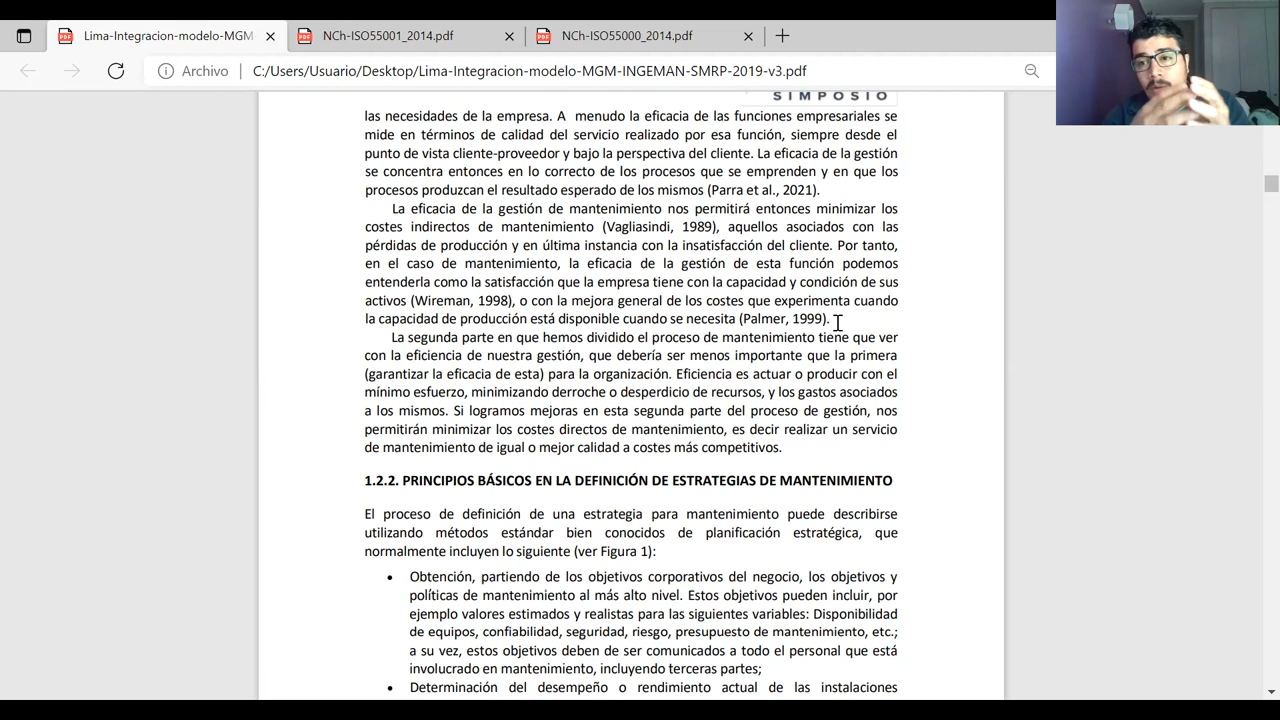 Lima-Integracion-modelo-MGM-
NCh-ISO55001_2014.pdf
NCh-ISO55000_2014.pdf
Archivo
C:/Users/Usuario/Desktop/Lima-Integracion-modelo-MGM-INGEMAN-SMRP-2019-v3.pdf
SIMPOSIO
las necesidades de la empresa. A menudo la eficacia de las funciones empresariales se
mide en términos de calidad del servicio realizado por esa función, siempre desde el
punto de vista cliente-proveedor y bajo la perspectiva del cliente. La eficacia de la gestión
se concentra entonces en lo correcto de los procesos que se emprenden y en que los
procesos produzcan el resultado esperado de los mismos (Parra et al., 2021).
La eficacia de la gestión de mantenimiento nos permitirá entonces minimizar los
costes indirectos de mantenimiento (Vagliasindi, 1989), aquellos asociados con las
pérdidas de producción y en última instancia con la insatisfacción del cliente. Por tanto,
en el caso de mantenimiento, la eficacia de la gestión de esta función podemos
entenderla como la satisfacción que la empresa tiene con la capacidad y condición de sus
activos (Wireman, 1998), o con la mejora general de los costes que experimenta cuando
la capacidad de producción está disponible cuando se necesita (Palmer, 1999).
La segunda parte en que hemos dividido el proceso de mantenimiento tiene que ver
con la eficiencia de nuestra gestión, que debería ser menos importante que la primera
(garantizar la eficacia de esta) para la organización. Eficiencia es actuar o producir con el
mínimo esfuerzo, minimizando derroche o desperdicio de recursos, y los gastos asociados
a los mismos. Si logramos mejoras en esta segunda parte del proceso de gestión, nos
permitirán minimizar los costes directos de mantenimiento, es decir realizar un servicio
de mantenimiento de igual o mejor calidad a costes más competitivos.
1.2.2. PRINCIPIOS BÁSICOS EN LA DEFINICIÓN DE ESTRATEGIAS DE MANTENIMIENTO
El proceso de definición de una estrategia para mantenimiento puede describirse
utilizando métodos estándar bien conocidos de planificación estratégica, que
normalmente incluyen lo siguiente (ver Figura 1):
• Obtención, partiendo de los objetivos corporativos del negocio, los objetivos y
políticas de mantenimiento al más alto nivel. Estos objetivos pueden incluir, por
ejemplo valores estimados y realistas para las siguientes variables: Disponibilidad
de equipos, confiabilidad, seguridad, riesgo, presupuesto de mantenimiento, etc.;
a su vez, estos objetivos deben de ser comunicados a todo el personal que está
involucrado en mantenimiento, incluyendo terceras partes;
• Determinación del desempeño o rendimiento actual de las instalaciones